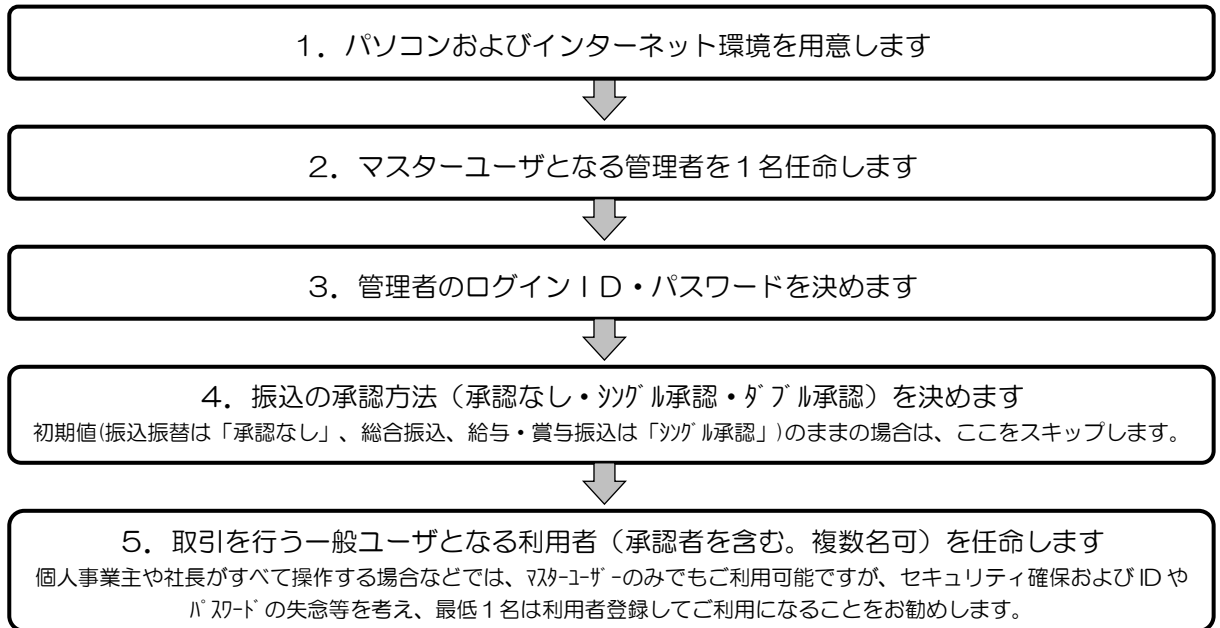 １．パソコンおよびインターネット環境を用意します
２．マスターユーザとなる管理者を１名任命します
３．管理者のログインＩＤ・パスワードを決めます
４．振込の承認方法（承認なし・ｼﾝｸﾞﾙ承認・ﾀﾞﾌﾞﾙ承認）を決めます
初期値(振込振替は「承認なし」、総合振込、給与・賞与振込は「ｼﾝｸﾞﾙ承認」)のままの場合は、ここをスキップします。
５．取引を行う一般ユーザとなる利用者（承認者を含む。複数名可）を任命します
個人事業主や社長がすべて操作する場合などでは、ﾏｽﾀｰﾕｰｻﾞｰのみでもご利用可能ですが、セキュリティ確保および ID や
ﾊﾟｽﾜｰﾄﾞの失念等を考え、最低１名は利用者登録してご利用になることをお勧めします。